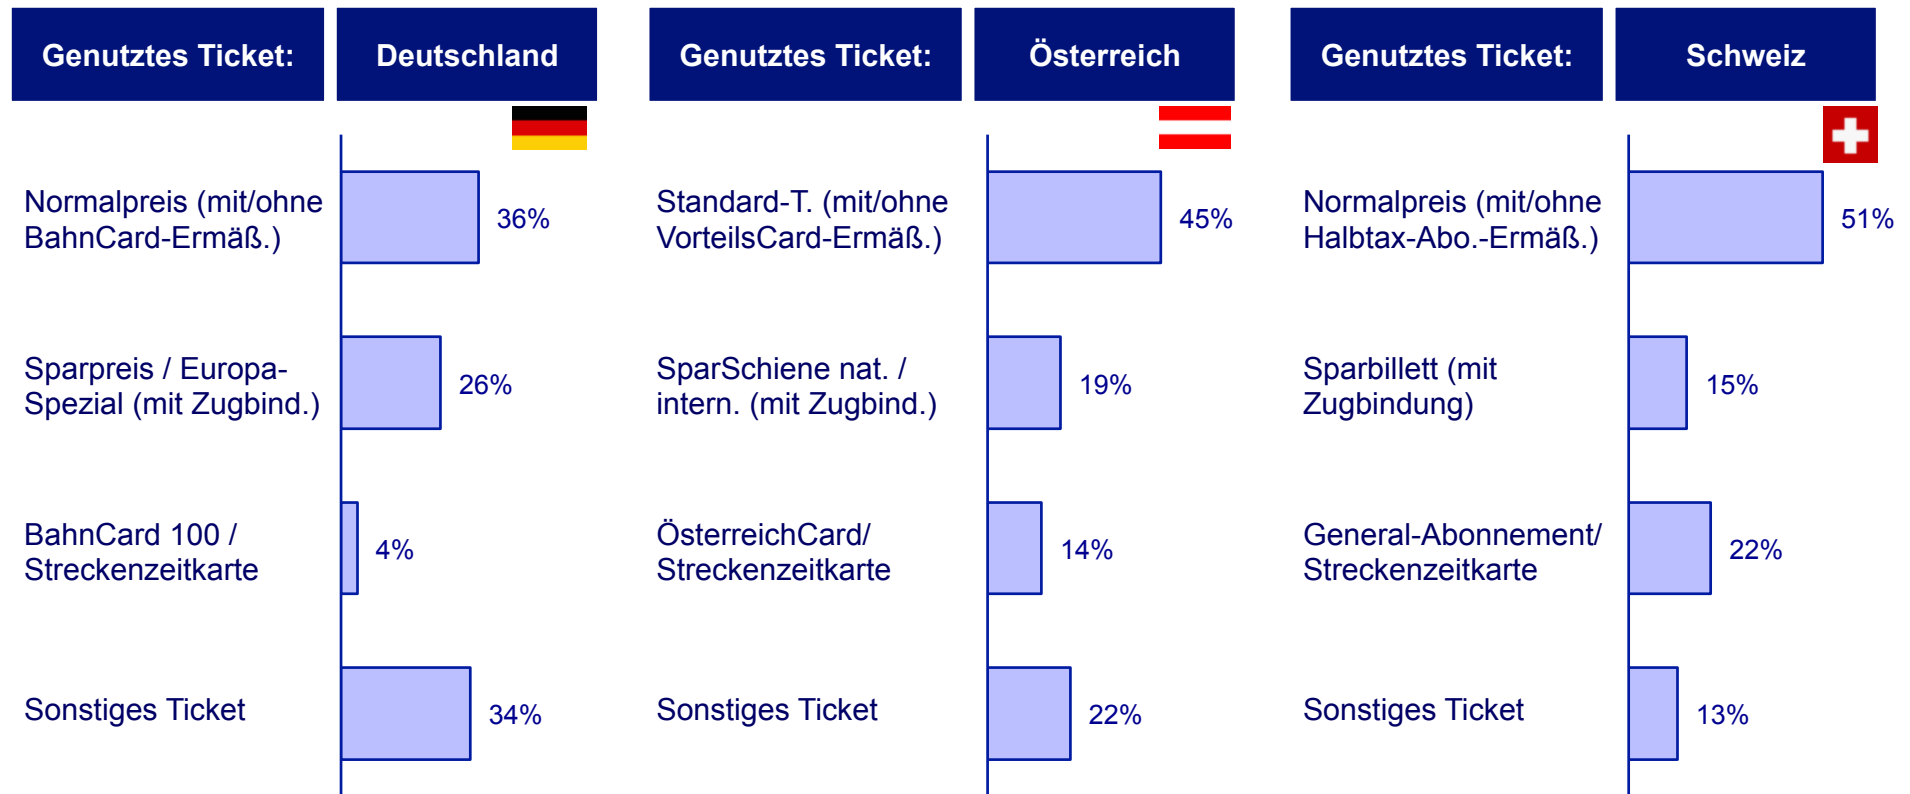 Genutztes Ticket:
Deutschland
Normalpreis (mit/ohne
BahnCard-Ermäß.)
36%
Sparpreis / Europa-
Spezial (mit Zugbind.)
26%
BahnCard 100 /
Streckenzeitkarte
4%
Sonstiges Ticket
34%
Genutztes Ticket:
Österreich
Standard-T. (mit/ohne
VorteilsCard-Ermäß.)
45%
SparSchiene nat. /
intern. (mit Zugbind.)
19%
ÖsterreichCard/
Streckenzeitkarte
14%
Sonstiges Ticket
22%
Genutztes Ticket:
Schweiz
Normalpreis (mit/ohne
Halbtax-Abo.-Ermäß.)
51%
Sparbillett (mit
Zugbindung)
15%
General-Abonnement/
Streckenzeitkarte
22%
Sonstiges Ticket
13%